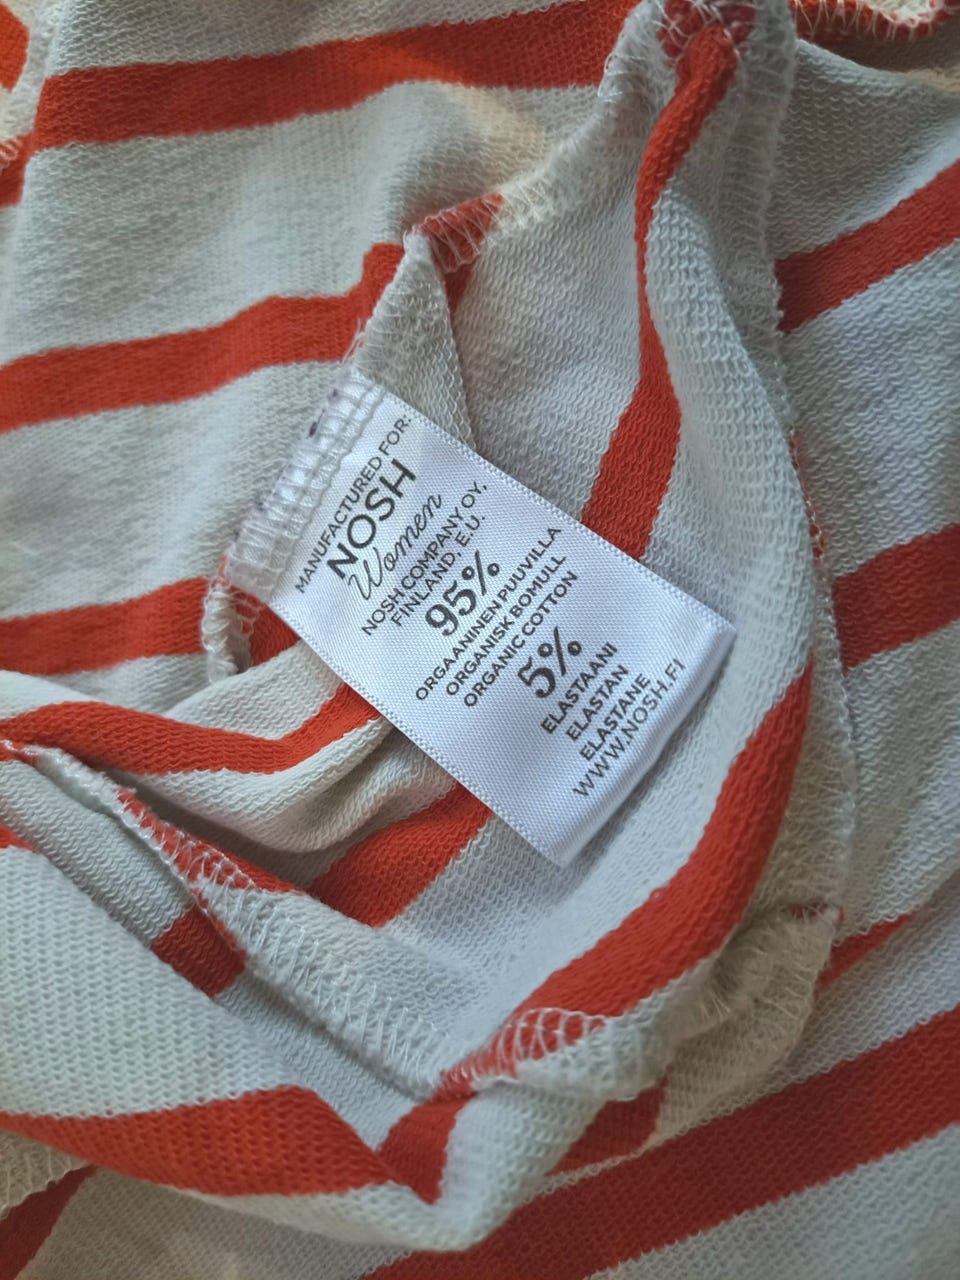 MANUFACTURED FOR:
NOSH
Women
NOSH COMPANY OY.
FINLAND, E.U.
95%
ORGAANINEN PUUVILLA
ORGANISK BOMULL
ORGANIC COTTON
5%
ELASTAANI
ELASTAN
ELASTANE
WWW.NOSH.FI